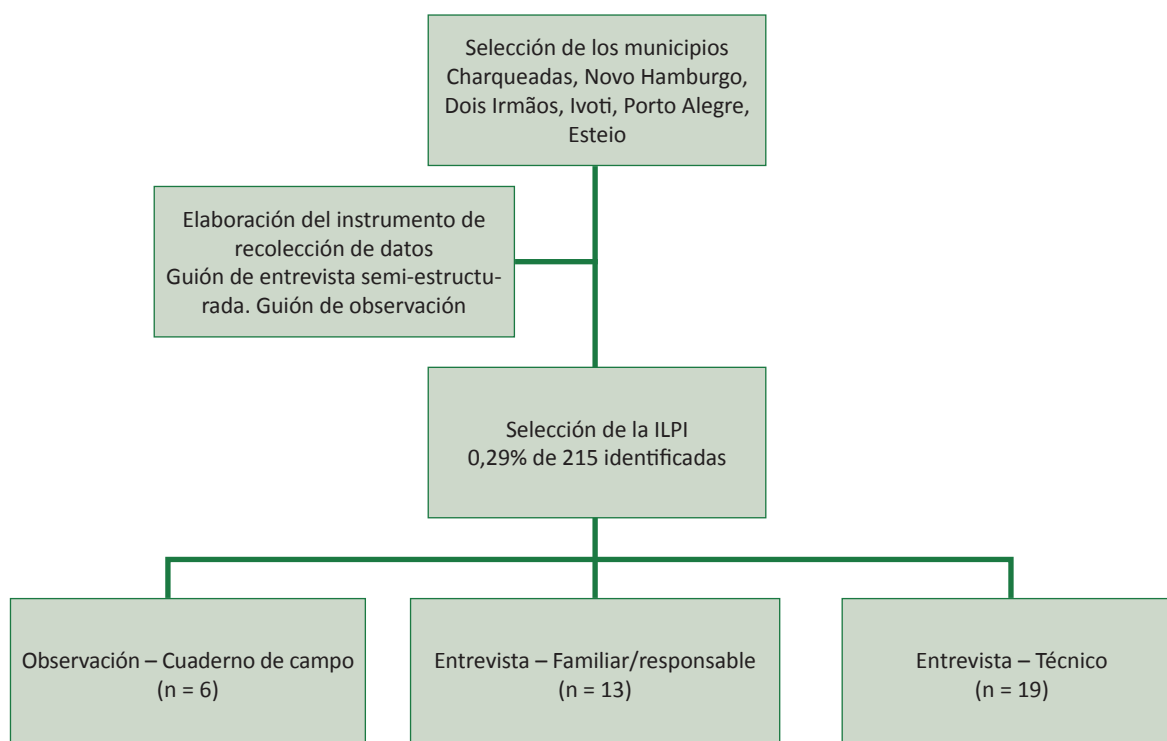 Selección de los municipios
Charqueadas, Novo Hamburgo,
Dois Irmãos, Ivoti, Porto Alegre,
Esteio
Elaboración del instrumento de
recolección de datos
Guión de entrevista semi-estructu-
rada. Guión de observación
Selección de la ILPI
0,29% de 215 identificadas
Observación – Cuaderno de campo
(n = 6)
Entrevista – Familiar/responsable
(n = 13)
Entrevista – Técnico
(n = 19)